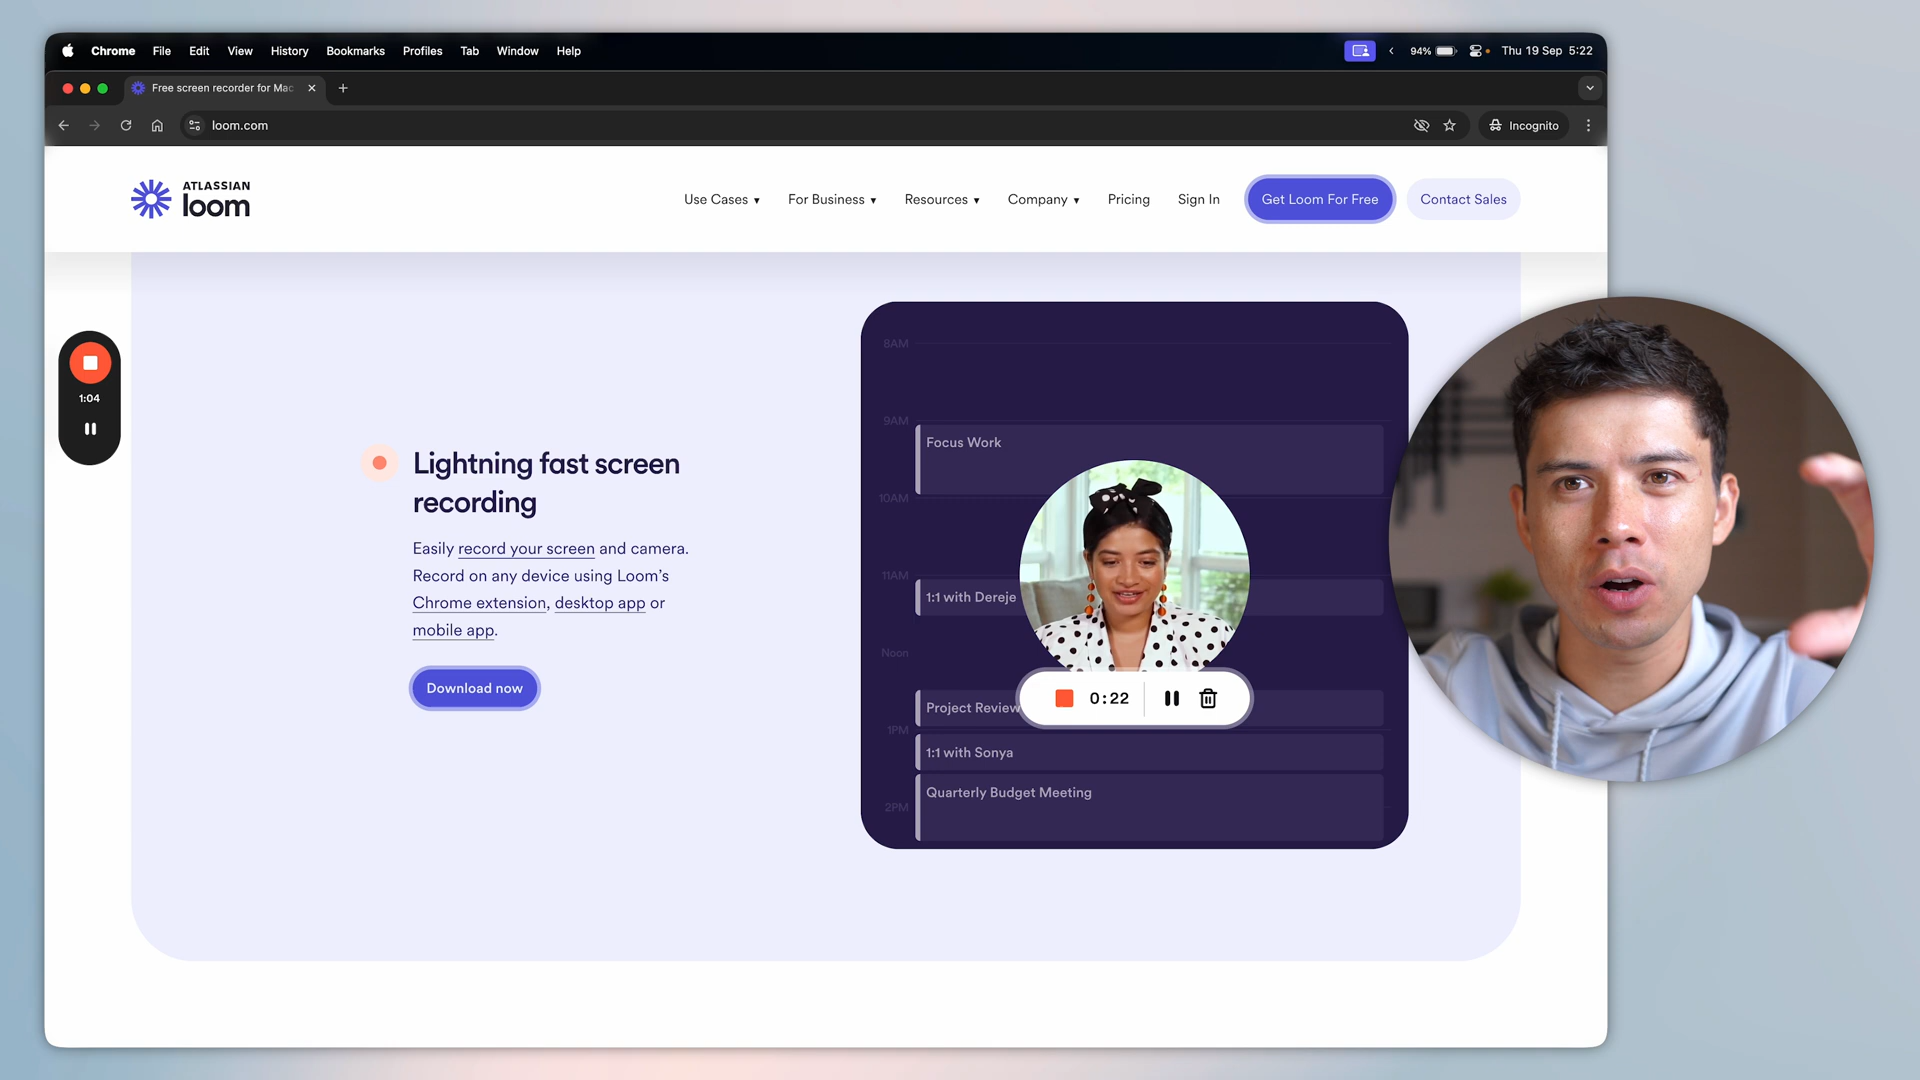 Chrome File Edit View History Bookmarks Profiles Tab Window Help 94% Thu 19 Sep 5:22
Free screen recorder for Mac
loom.com Incognito
ATLASSIAN
loom
Use Cases For Business Resources Company Pricing Sign In Get Loom For Free Contact Sales
1:04
Lightning fast screen
recording
Easily record your screen and camera.
Record on any device using Loom’s
Chrome extension, desktop app or
mobile app.
Download now
8AM
9AM
Focus Work
10AM
11AM
1:1 with Dereje
Noon
0:22
Project Review
1PM
1:1 with Sonya
Quarterly Budget Meeting
2PM